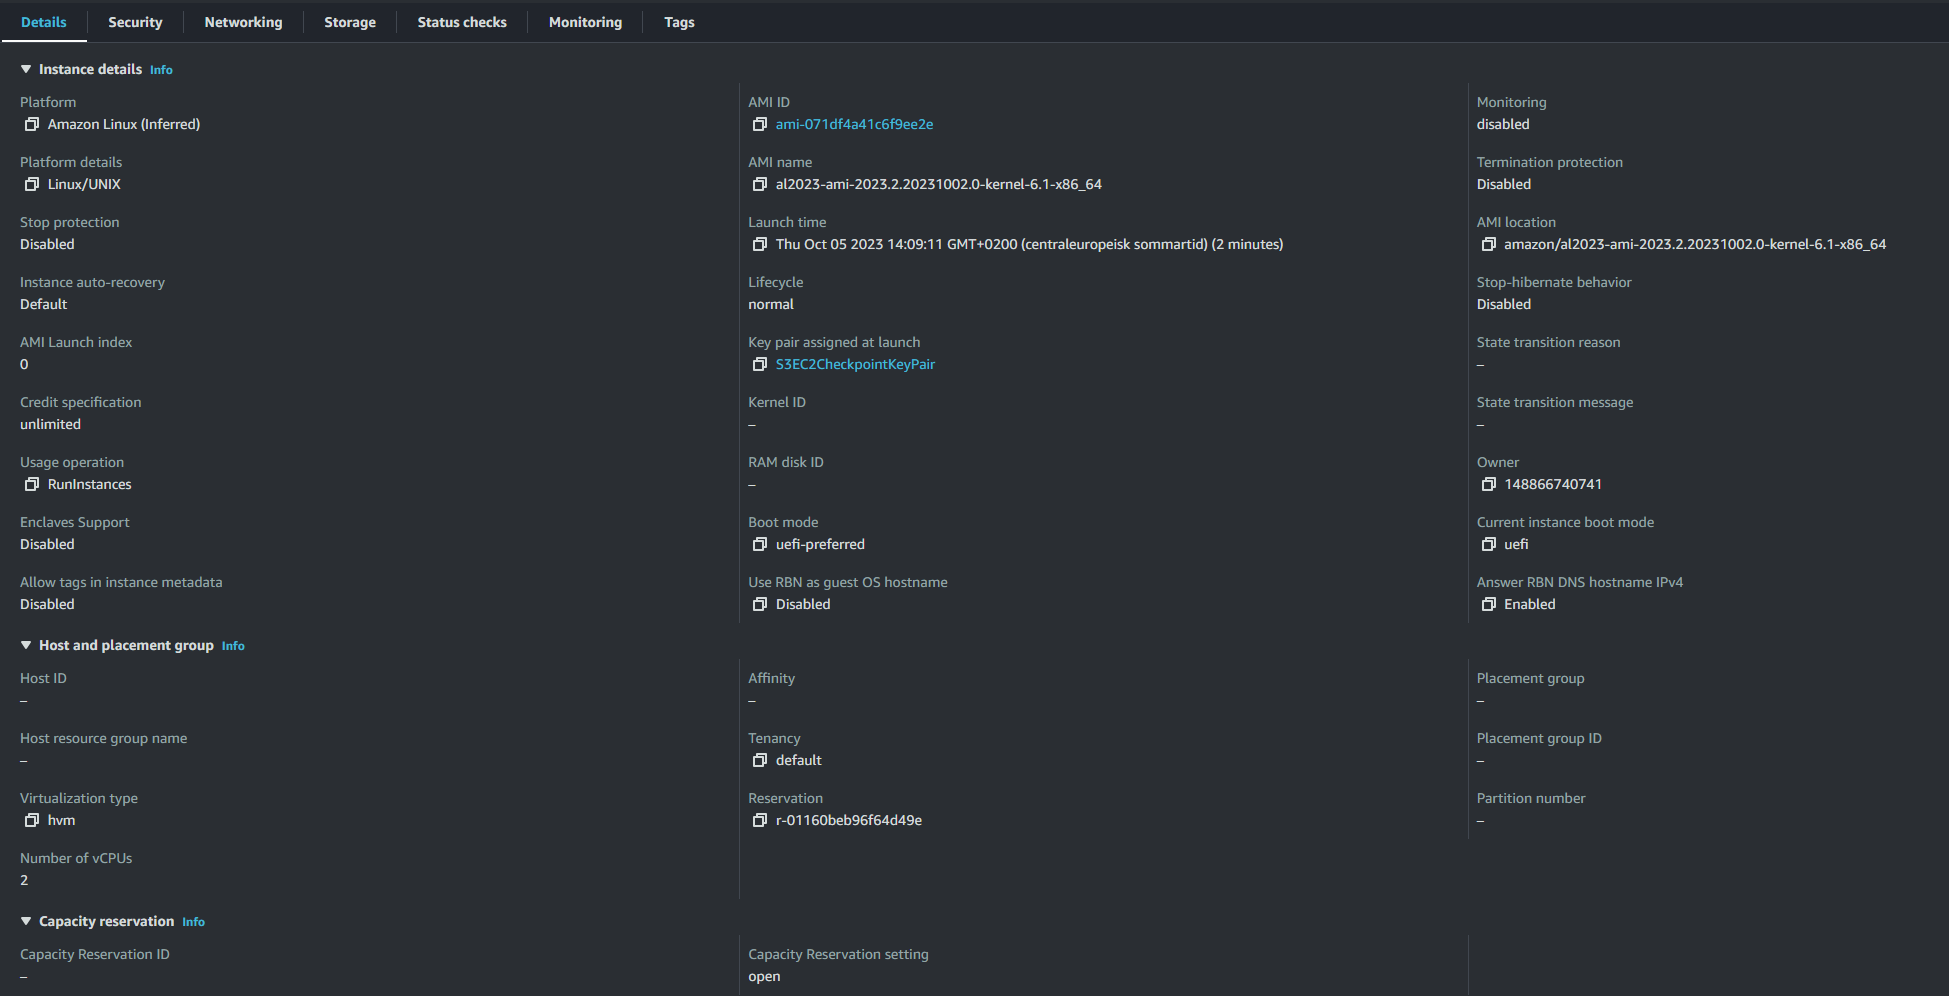 Details
Security
Networking
Storage
Status checks
Monitoring
Tags
Instance details Info
Platform
Amazon Linux (Inferred)
AMI ID
ami-071df4a41c6f9ee2e
Monitoring
disabled
Platform details
Linux/UNIX
AMI name
al2023-ami-2023.2.20231002.0-kernel-6.1-x86_64
Termination protection
Disabled
Stop protection
Disabled
Launch time
Thu Oct 05 2023 14:09:11 GMT+0200 (centraleuropeisk sommartid) (2 minutes)
AMI location
amazon/al2023-ami-2023.2.20231002.0-kernel-6.1-x86_64
Instance auto-recovery
Default
Lifecycle
normal
Stop-hibernate behavior
Disabled
AMI Launch index
0
Key pair assigned at launch
S3EC2CheckpointKeyPair
State transition reason
–
Credit specification
unlimited
Kernel ID
–
State transition message
–
Usage operation
RunInstances
RAM disk ID
–
Owner
148866740741
Enclaves Support
Disabled
Boot mode
uefi-preferred
Current instance boot mode
uefi
Allow tags in instance metadata
Disabled
Use RBN as guest OS hostname
Disabled
Answer RBN DNS hostname IPv4
Enabled
Host and placement group Info
Host ID
–
Affinity
–
Placement group
–
Host resource group name
–
Tenancy
default
Placement group ID
–
Virtualization type
hvm
Reservation
r-01160beb96f64d49e
Partition number
–
Number of vCPUs
2
Capacity reservation Info
Capacity Reservation ID
–
Capacity Reservation setting
open